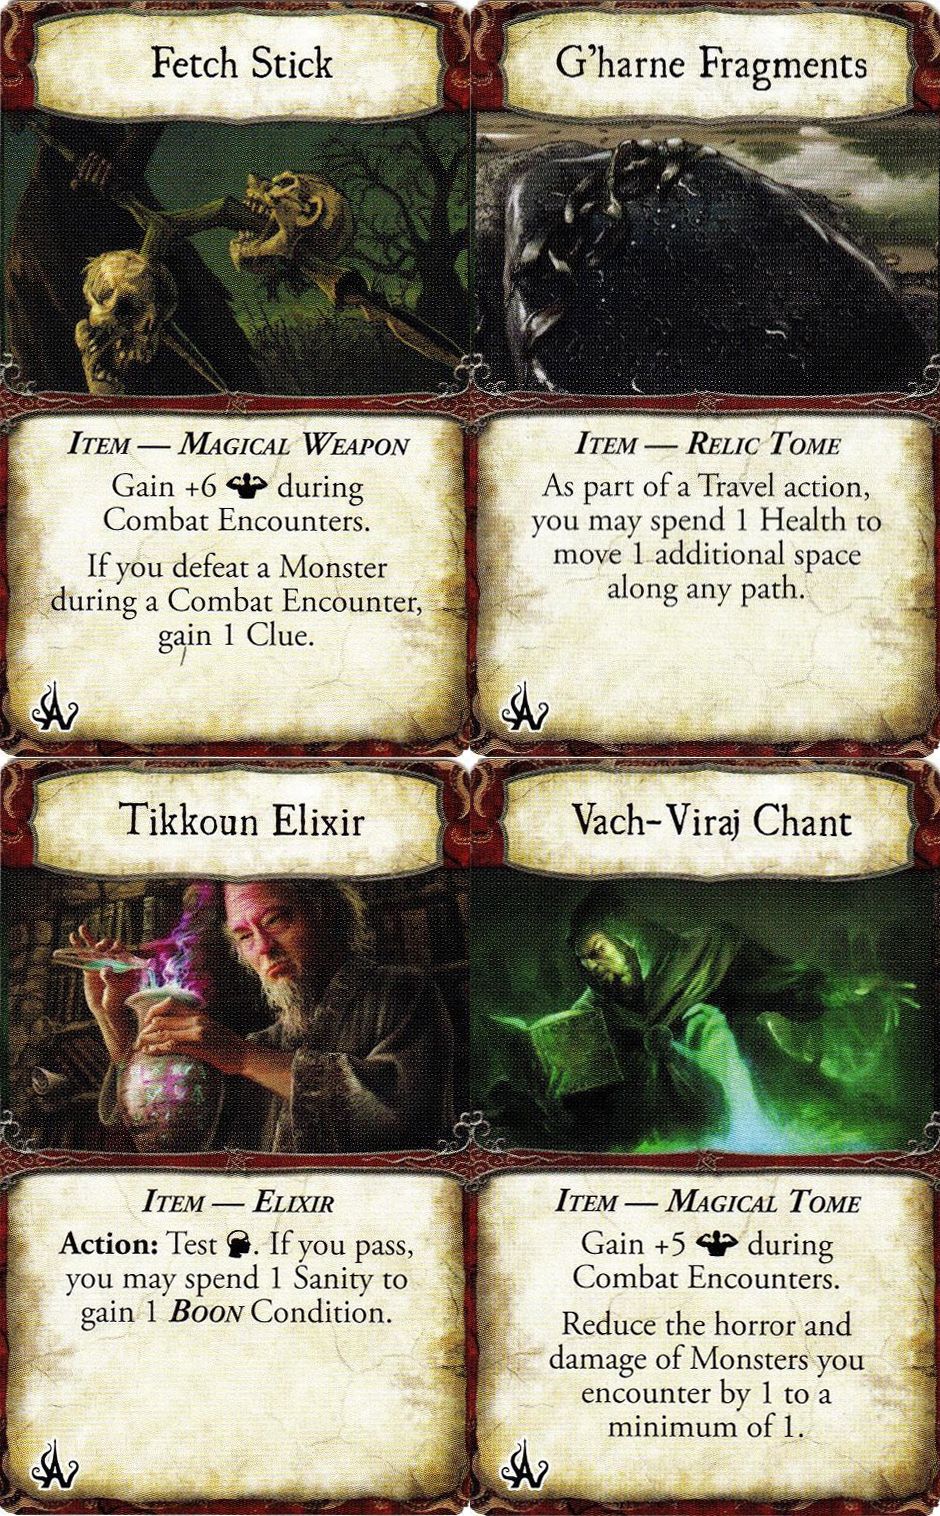 Fetch Stick
Item — Magical Weapon
Gain +6 during
Combat Encounters.
If you defeat a Monster
during a Combat Encounter,
gain 1 Clue.
G'harne Fragments
Item — Relic Tome
As part of a Travel action,
you may spend 1 Health to
move 1 additional space
along any path.
Tikkoun Elixir
Item — Elixir
Action: Test . If you pass,
you may spend 1 Sanity to
gain 1 Boon Condition.
Vach-Viraj Chant
Item — Magical Tome
Gain +5 during
Combat Encounters.
Reduce the horror and
damage of Monsters you
encounter by 1 to a
minimum of 1.